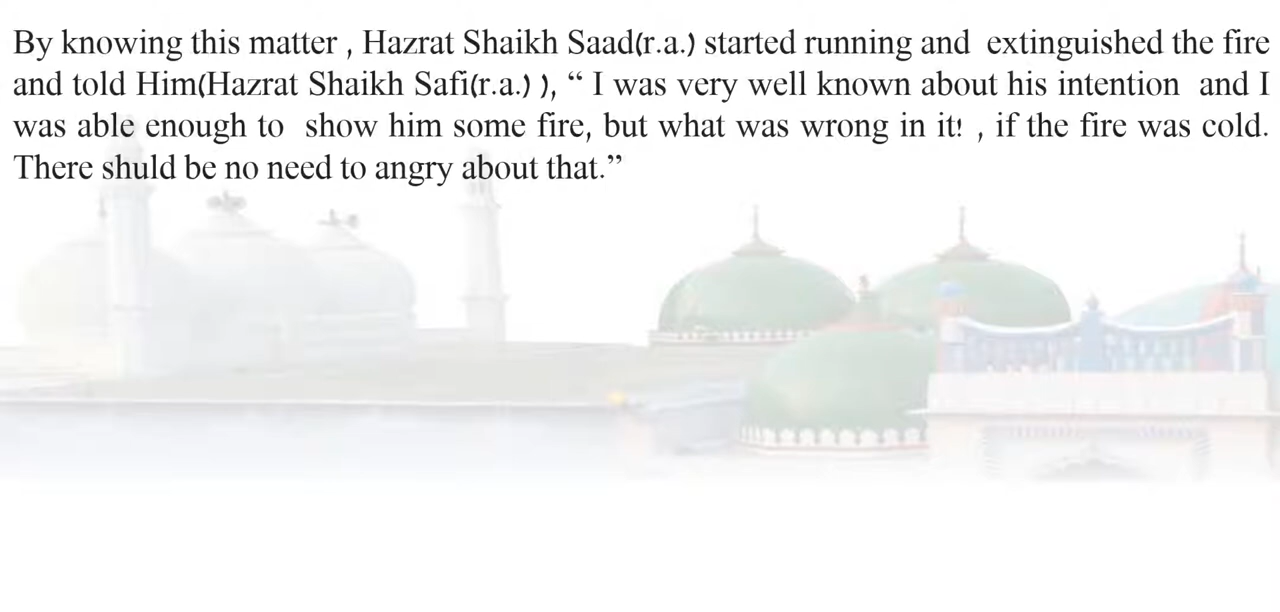 By knowing this matter , Hazrat Shaikh Saad(r.a.) started running and extinguished the fire
and told Him(Hazrat Shaikh Safi(r.a.) ), “ I was very well known about his intention and I
was able enough to show him some fire, but what was wrong in it! , if the fire was cold.
There shuld be no need to angry about that.”